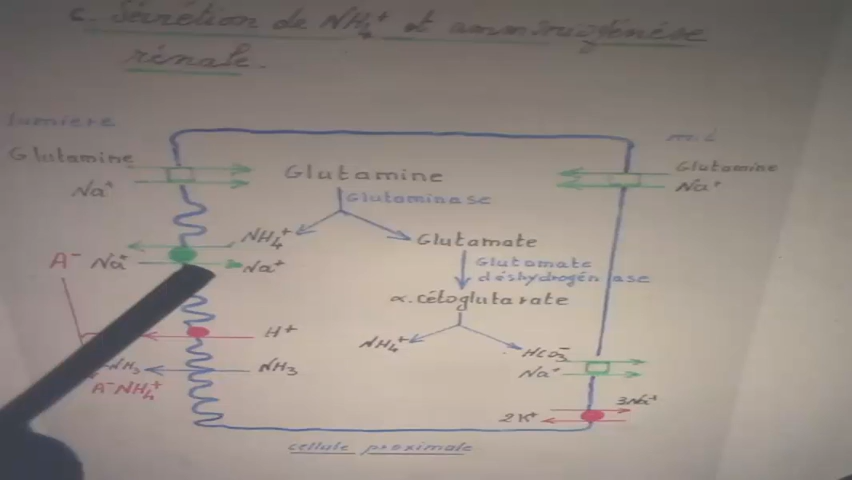 c. Sécrétion de NH4+ et ammoniogénèse
rénale.
lumiere
m.i
Glutamine
Na+
Glutamine
Glutaminase
Glutamine
Na+
NH4+
Glutamate
A- Na+
Na+
Glutamate
déshydrogénase
α.cétoglutarate
H+
NH4+
HCO3-
Na+
NH3
NH3
A-NH4+
2K+
3Na+
cellule proximale